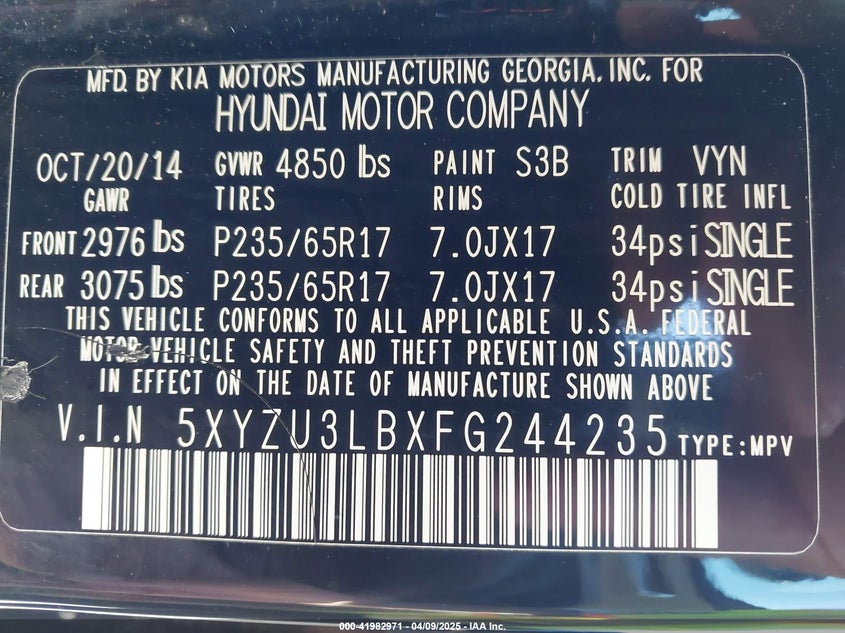 MFD. BY KIA MOTORS MANUFACTURING GEORGIA, INC. FOR
HYUNDAI MOTOR COMPANY
OCT/20/14 GVWR 4850 lbs PAINT S3B TRIM VYN
GAWR TIRES RIMS COLD TIRE INFL
FRONT 2976 lbs P235/65R17 7.0JX17 34psi SINGLE
REAR 3075 lbs P235/65R17 7.0JX17 34psi SINGLE
THIS VEHICLE CONFORMS TO ALL APPLICABLE U.S.A. FEDERAL
MOTOR VEHICLE SAFETY AND THEFT PREVENTION STANDARDS
IN EFFECT ON THE DATE OF MANUFACTURE SHOWN ABOVE
V.I.N 5XYZU3LBXFG244235 TYPE:MPV
000-41982971 - 04/09/2025 - IAA Inc.